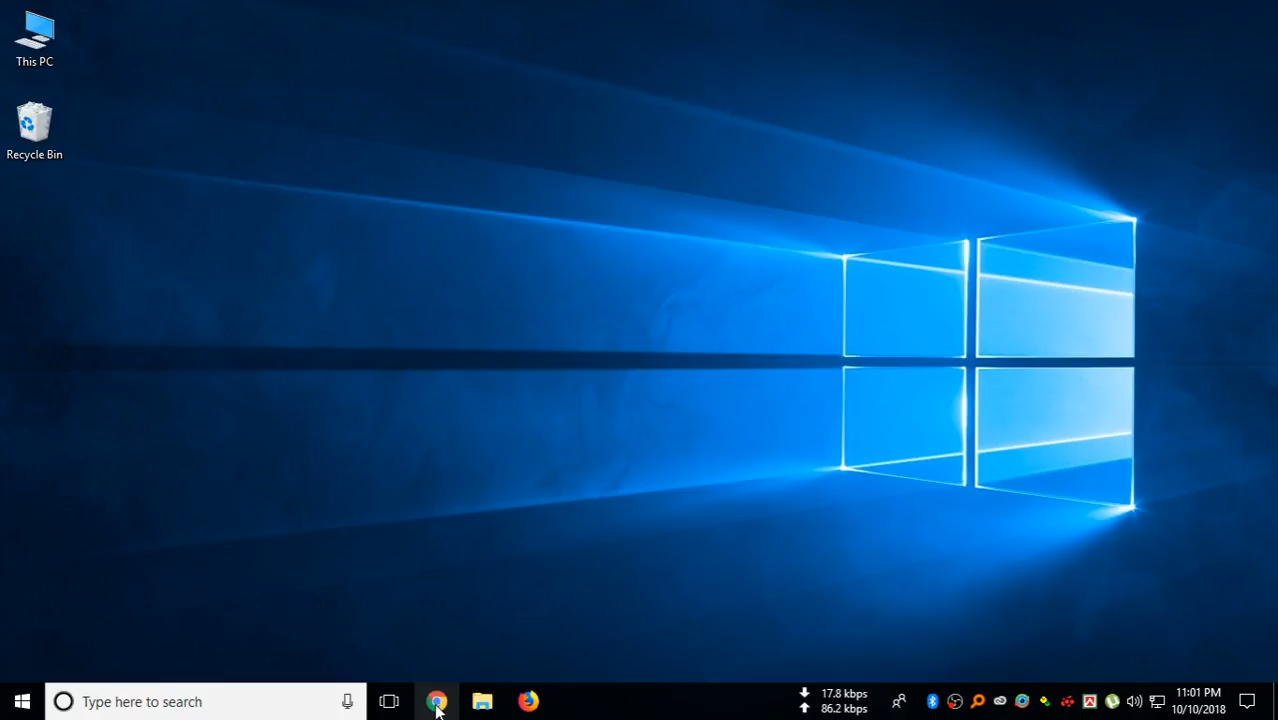 This PC
Recycle Bin
Type here to search
17.8 kbps
86.2 kbps
11:01 PM
10/10/2018